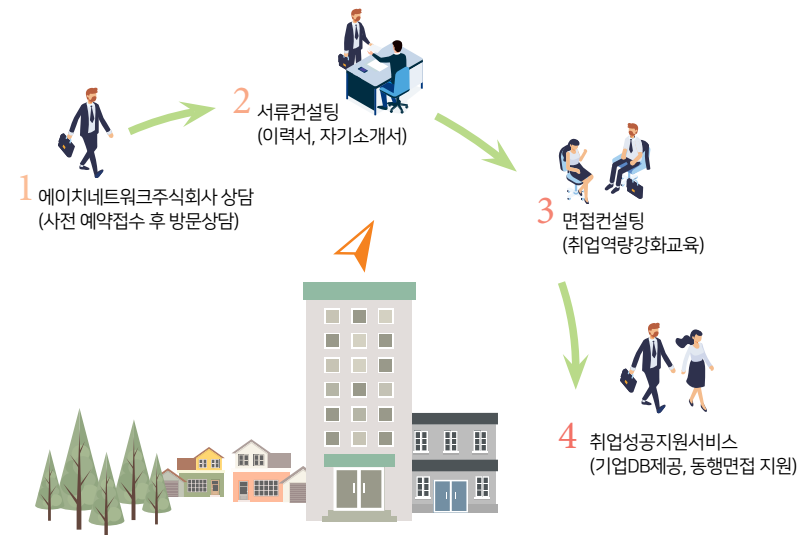 1 에이치네트워크주식회사 상담
(사전 예약접수 후 방문상담)
2 서류컨설팅
(이력서, 자기소개서)
3 면접컨설팅
(취업역량강화교육)
4 취업성공지원서비스
(기업DB제공, 동행면접 지원)